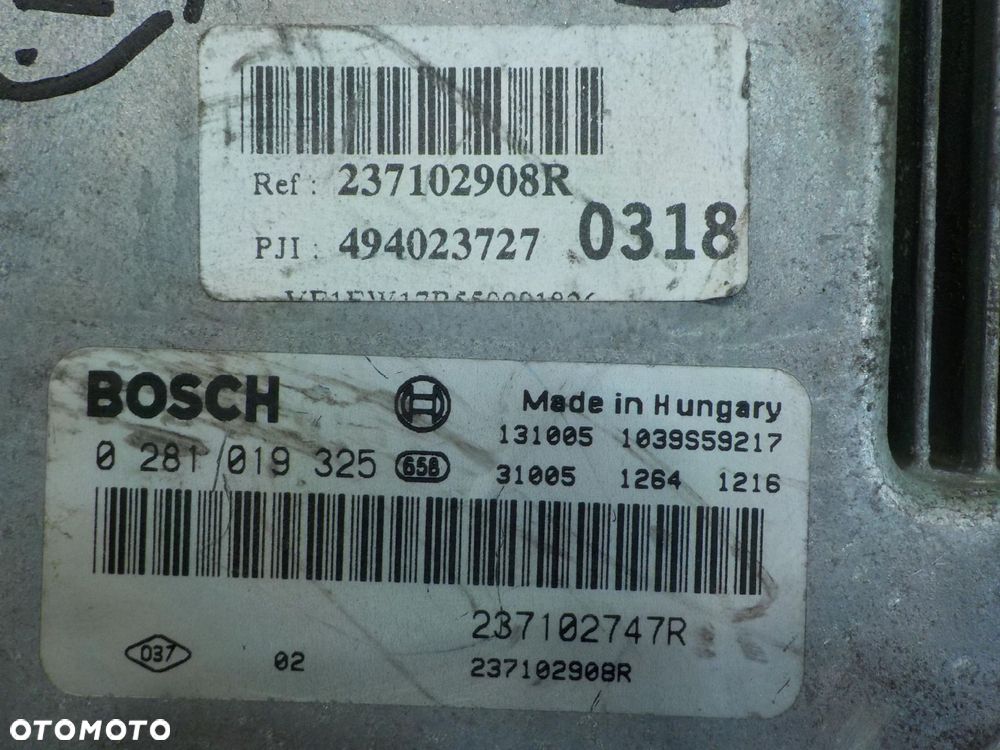 Ref : 237102908R
PJI : 494023727 0318
BOSCH Made in Hungary
131005 1039S59217
0 281 019 325 658 31005 1264 1216
237102747R
037 02 237102908R
OTOMOTO